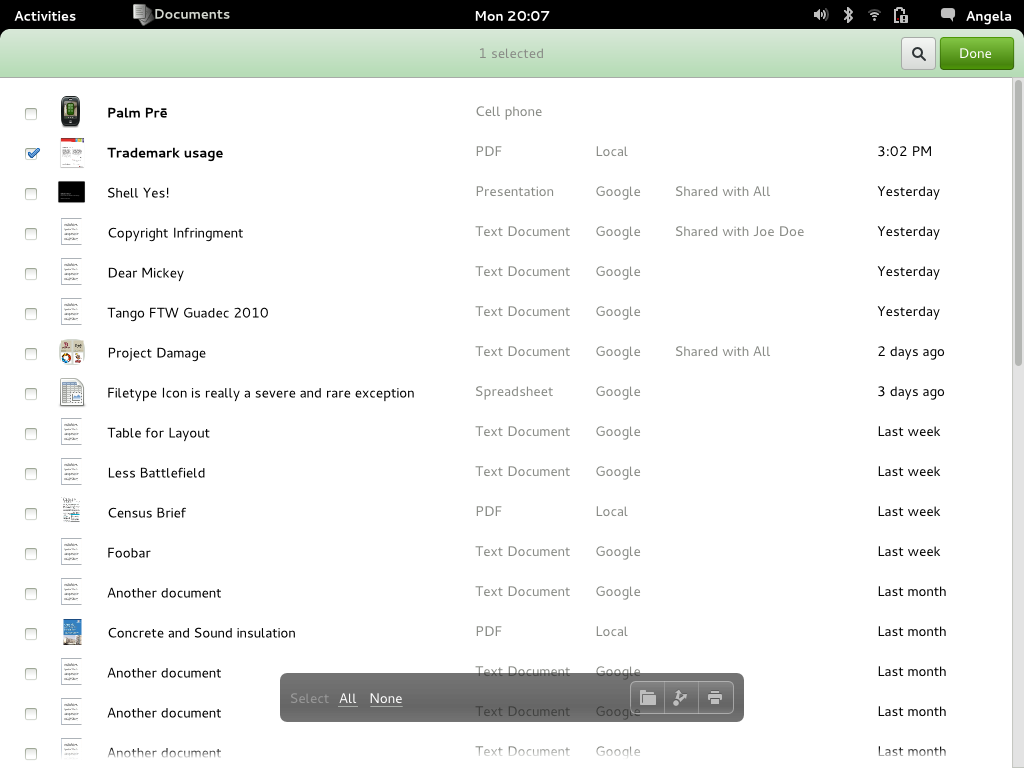 Activities Documents Mon 20:07 Angela
1 selected Done
Palm Prē Cell phone
Trademark usage PDF Local 3:02 PM
Shell Yes! Presentation Google Shared with All Yesterday
Copyright Infringment Text Document Google Shared with Joe Doe Yesterday
Dear Mickey Text Document Google Yesterday
Tango FTW Guadec 2010 Text Document Google Yesterday
Project Damage Text Document Google Shared with All 2 days ago
Filetype Icon is really a severe and rare exception Spreadsheet Google 3 days ago
Table for Layout Text Document Google Last week
Less Battlefield Text Document Google Last week
Census Brief PDF Local Last week
Foobar Text Document Google Last week
Another document Text Document Google Last month
Concrete and Sound insulation PDF Local Last month
Another document Text Document Google Last month
Select All None
Another document Text Document Google Last month
Another document Text Document Google Last month